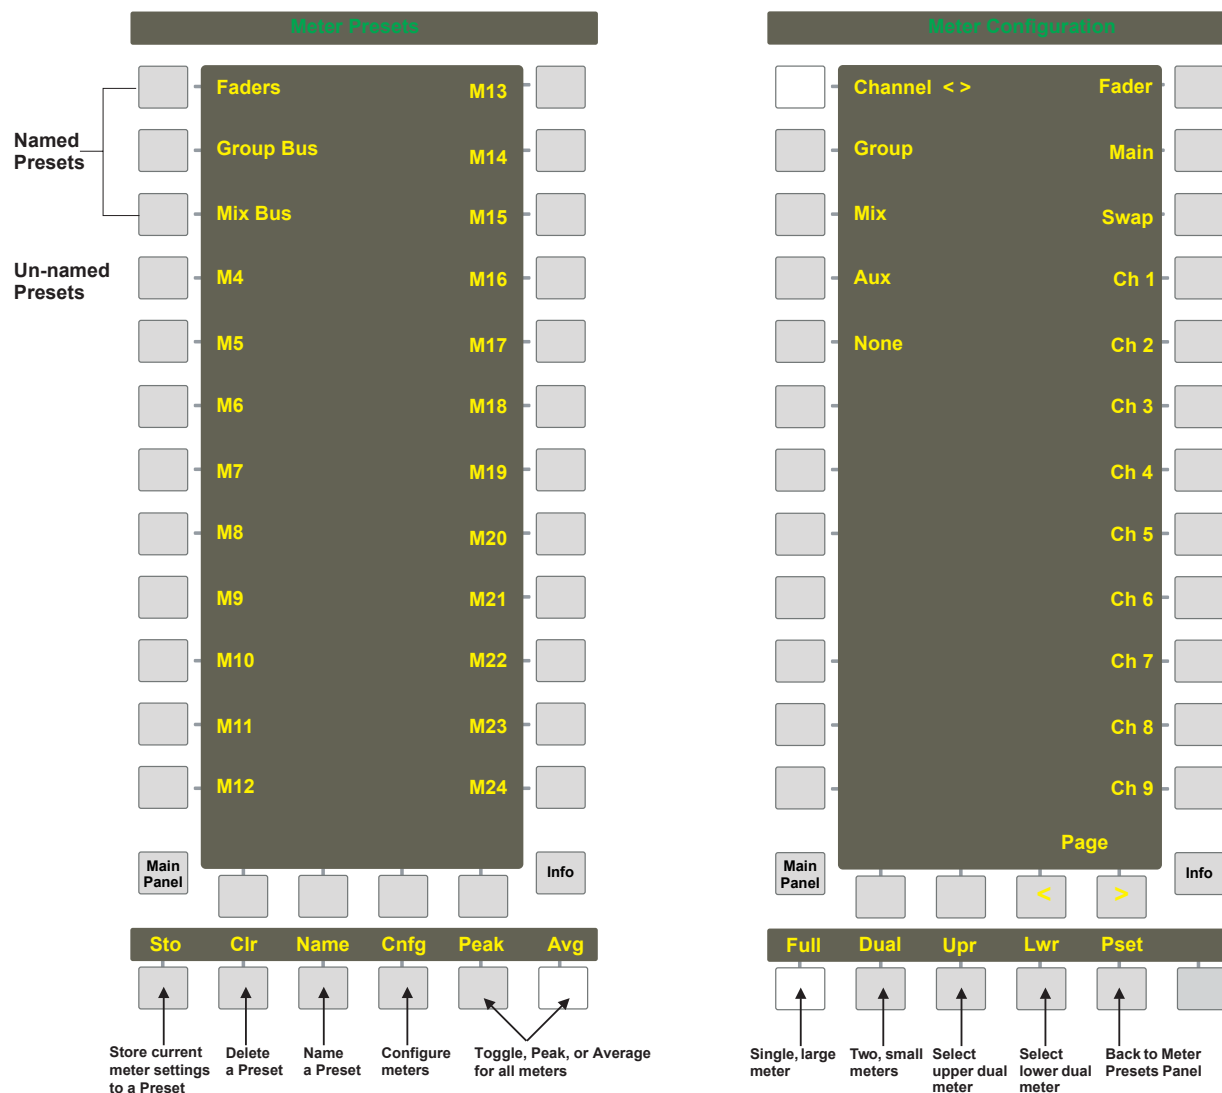 Meter Presets
Named
Presets
Un-named
Presets
Faders
Group Bus
Mix Bus
M4
M5
M6
M7
M8
M9
M10
M11
M12
M13
M14
M15
M16
M17
M18
M19
M20
M21
M22
M23
M24
Main
Panel
Info
Sto Clr Name Cnfg Peak Avg
Store current
meter settings
to a Preset
Delete
a Preset
Name
a Preset
Configure
meters
Toggle, Peak, or Average
for all meters
Meter Configuration
Channel < >
Group
Mix
Aux
None
Fader
Main
Swap
Ch 1
Ch 2
Ch 3
Ch 4
Ch 5
Ch 6
Ch 7
Ch 8
Ch 9
Page
< >
Main
Panel
Info
Full Dual Upr Lwr Pset
Single, large
meter
Two, small
meters
Select
upper dual
meter
Select
lower dual
meter
Back to Meter
Presets Panel